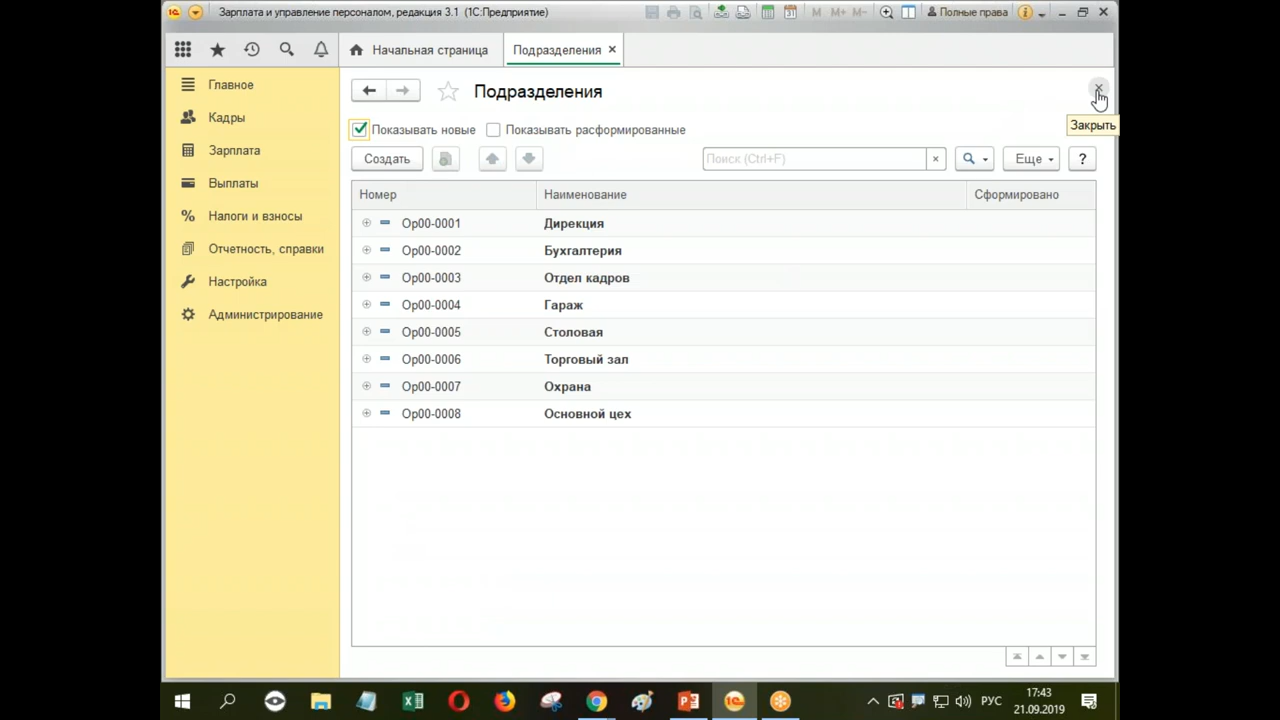 Зарплата и управление персоналом, редакция 3.1 (1С:Предприятие)
M M+ M- Полные права
Начальная страница Подразделения
Главное
Кадры
Зарплата
Выплаты
Налоги и взносы
Отчетность, справки
Настройка
Администрирование
Подразделения
Закрыть
Показывать новые Показывать расформированные
Создать Поиск (Ctrl+F) Еще ?
Номер Наименование Сформировано
Ор00-0001 Дирекция
Ор00-0002 Бухгалтерия
Ор00-0003 Отдел кадров
Ор00-0004 Гараж
Ор00-0005 Столовая
Ор00-0006 Торговый зал
Ор00-0007 Охрана
Ор00-0008 Основной цех
РУС 17:43
21.09.2019